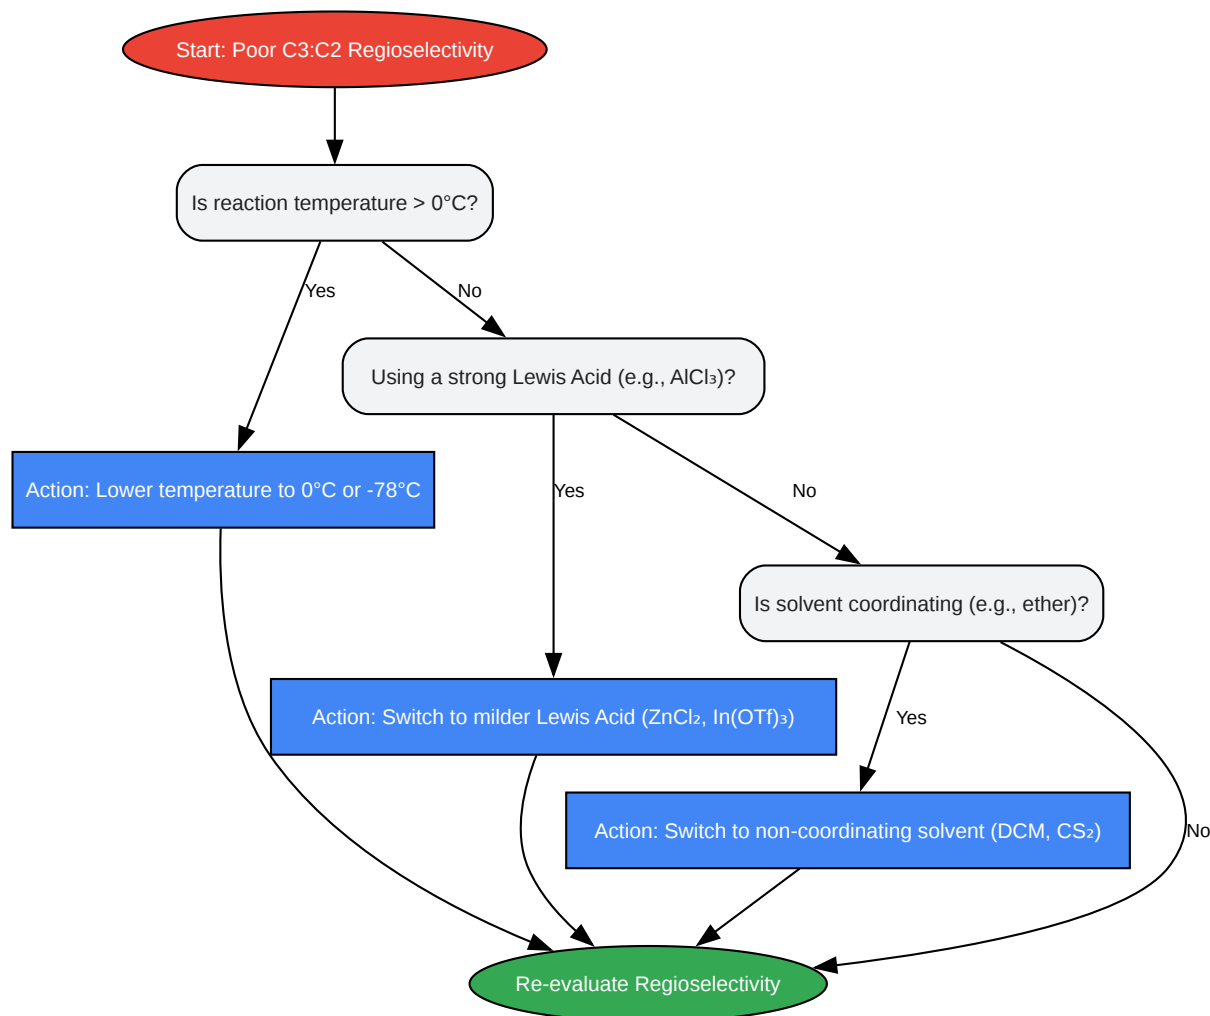 Start: Poor C3:C2 Regioselectivity
Is reaction temperature > 0°C?
Yes
No
Using a strong Lewis Acid (e.g., AlCl₃)?
Action: Lower temperature to 0°C or -78°C
Yes
No
Is solvent coordinating (e.g., ether)?
Action: Switch to milder Lewis Acid (ZnCl₂, In(OTf)₃)
Yes
Action: Switch to non-coordinating solvent (DCM, CS₂)
No
Re-evaluate Regioselectivity